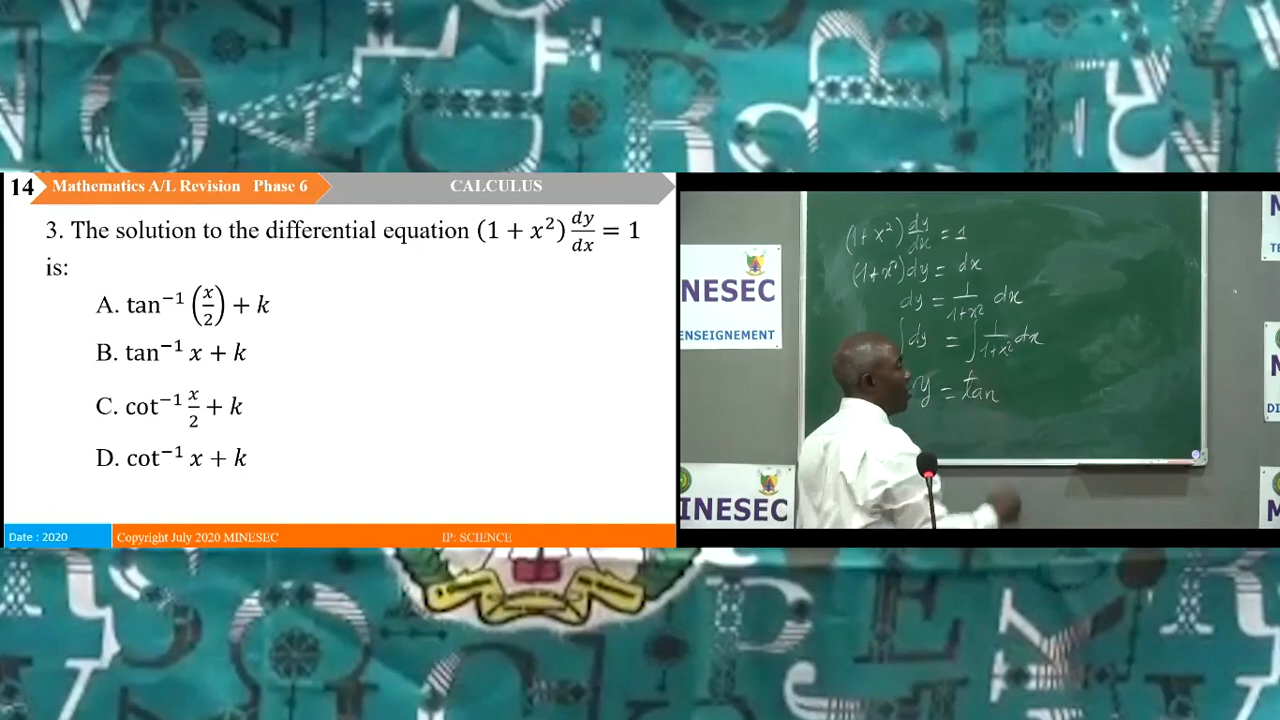 14 Mathematics A/L Revision Phase 6 CALCULUS
3. The solution to the differential equation (1 + x²) dy/dx = 1
is:
A. tan⁻¹ (x/2) + k
B. tan⁻¹ x + k
C. cot⁻¹ x/2 + k
D. cot⁻¹ x + k
Date : 2020 Copyright July 2020 MINESEC IP: SCIENCE
NESEC
ENSEIGNEMENT
INESEC
(1+x²) dy/dx = 1
(1+x²)dy = dx
dy = 1/1+x² dx
∫dy = ∫ 1/1+x² dx
y = tan
M
TE
M
DI
M